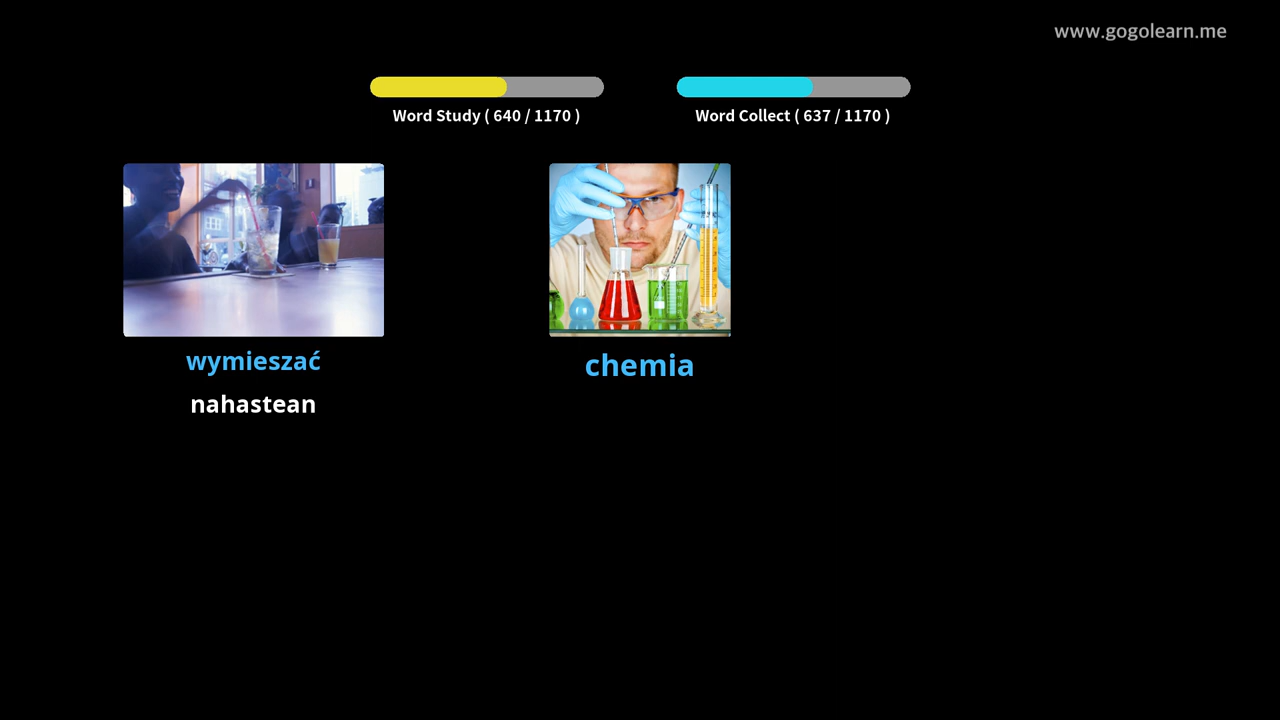 www.gogolearn.me
Word Study ( 640 / 1170 )
Word Collect ( 637 / 1170 )
wymieszać
nahastean
chemia